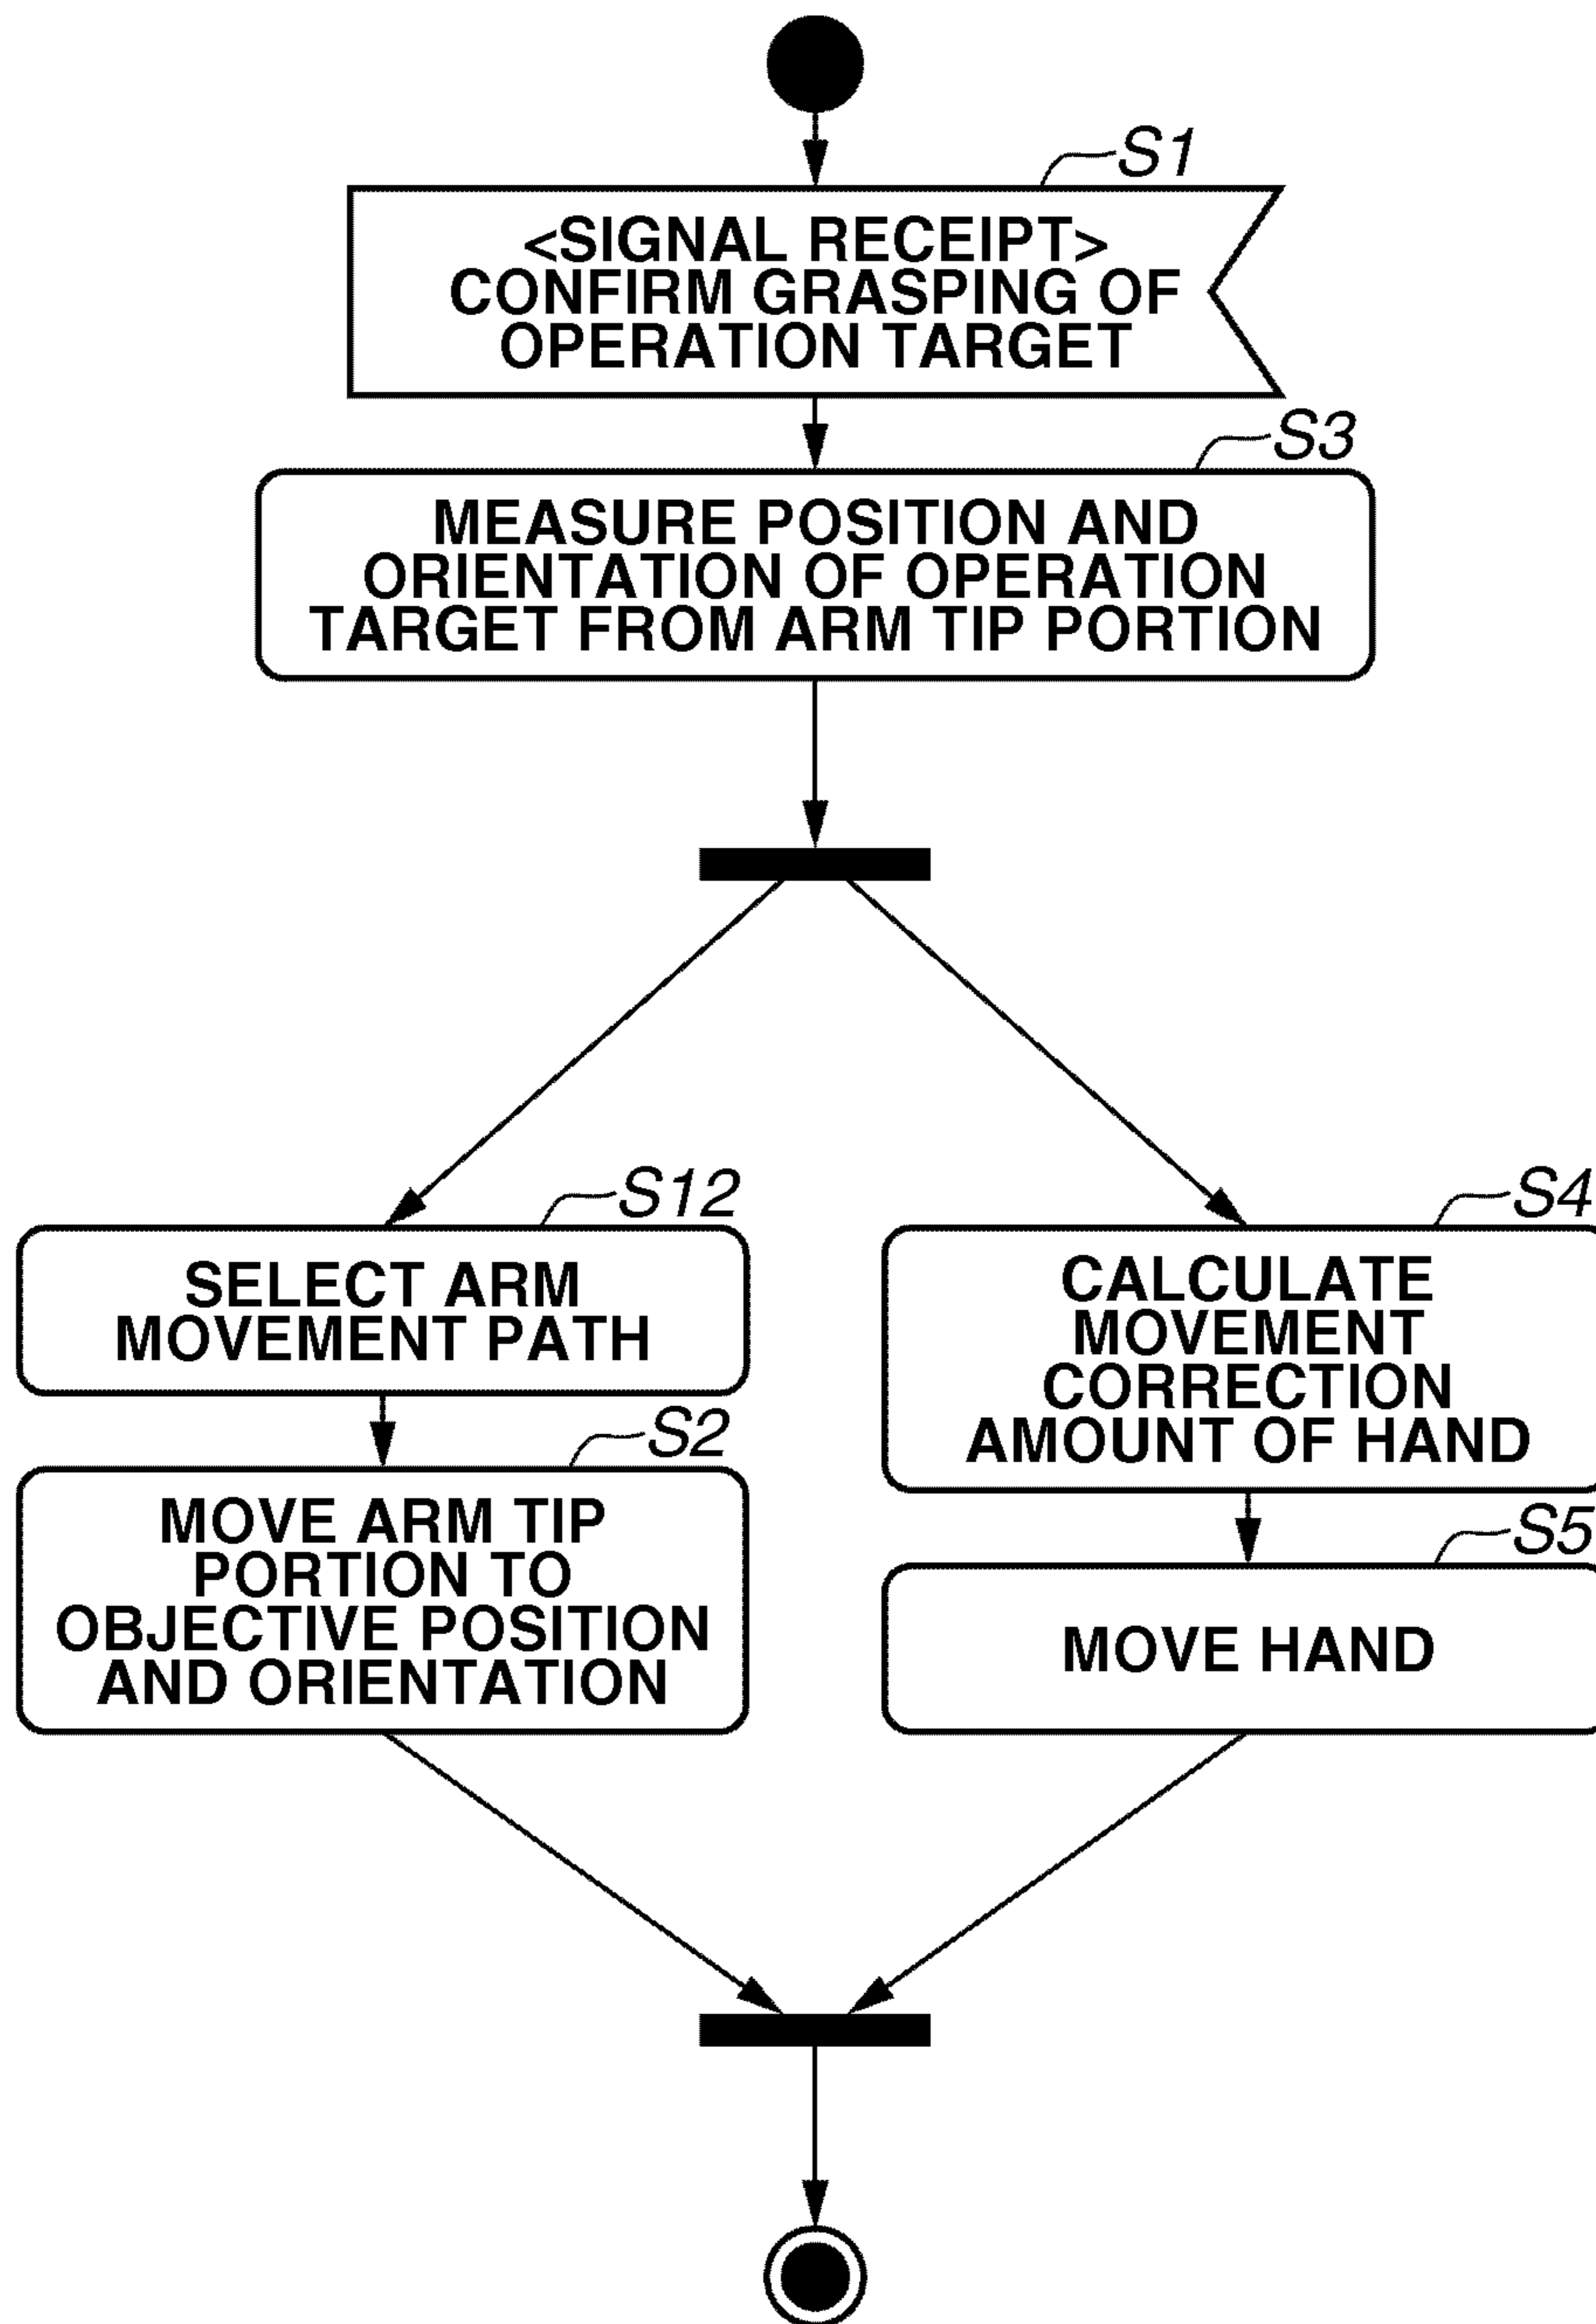 S1
<SIGNAL RECEIPT>
CONFIRM GRASPING OF
OPERATION TARGET
S3
MEASURE POSITION AND
ORIENTATION OF OPERATION
TARGET FROM ARM TIP PORTION
S12
SELECT ARM
MOVEMENT PATH
S2
MOVE ARM TIP
PORTION TO
OBJECTIVE POSITION
AND ORIENTATION
S4
CALCULATE
MOVEMENT
CORRECTION
AMOUNT OF HAND
S5
MOVE HAND